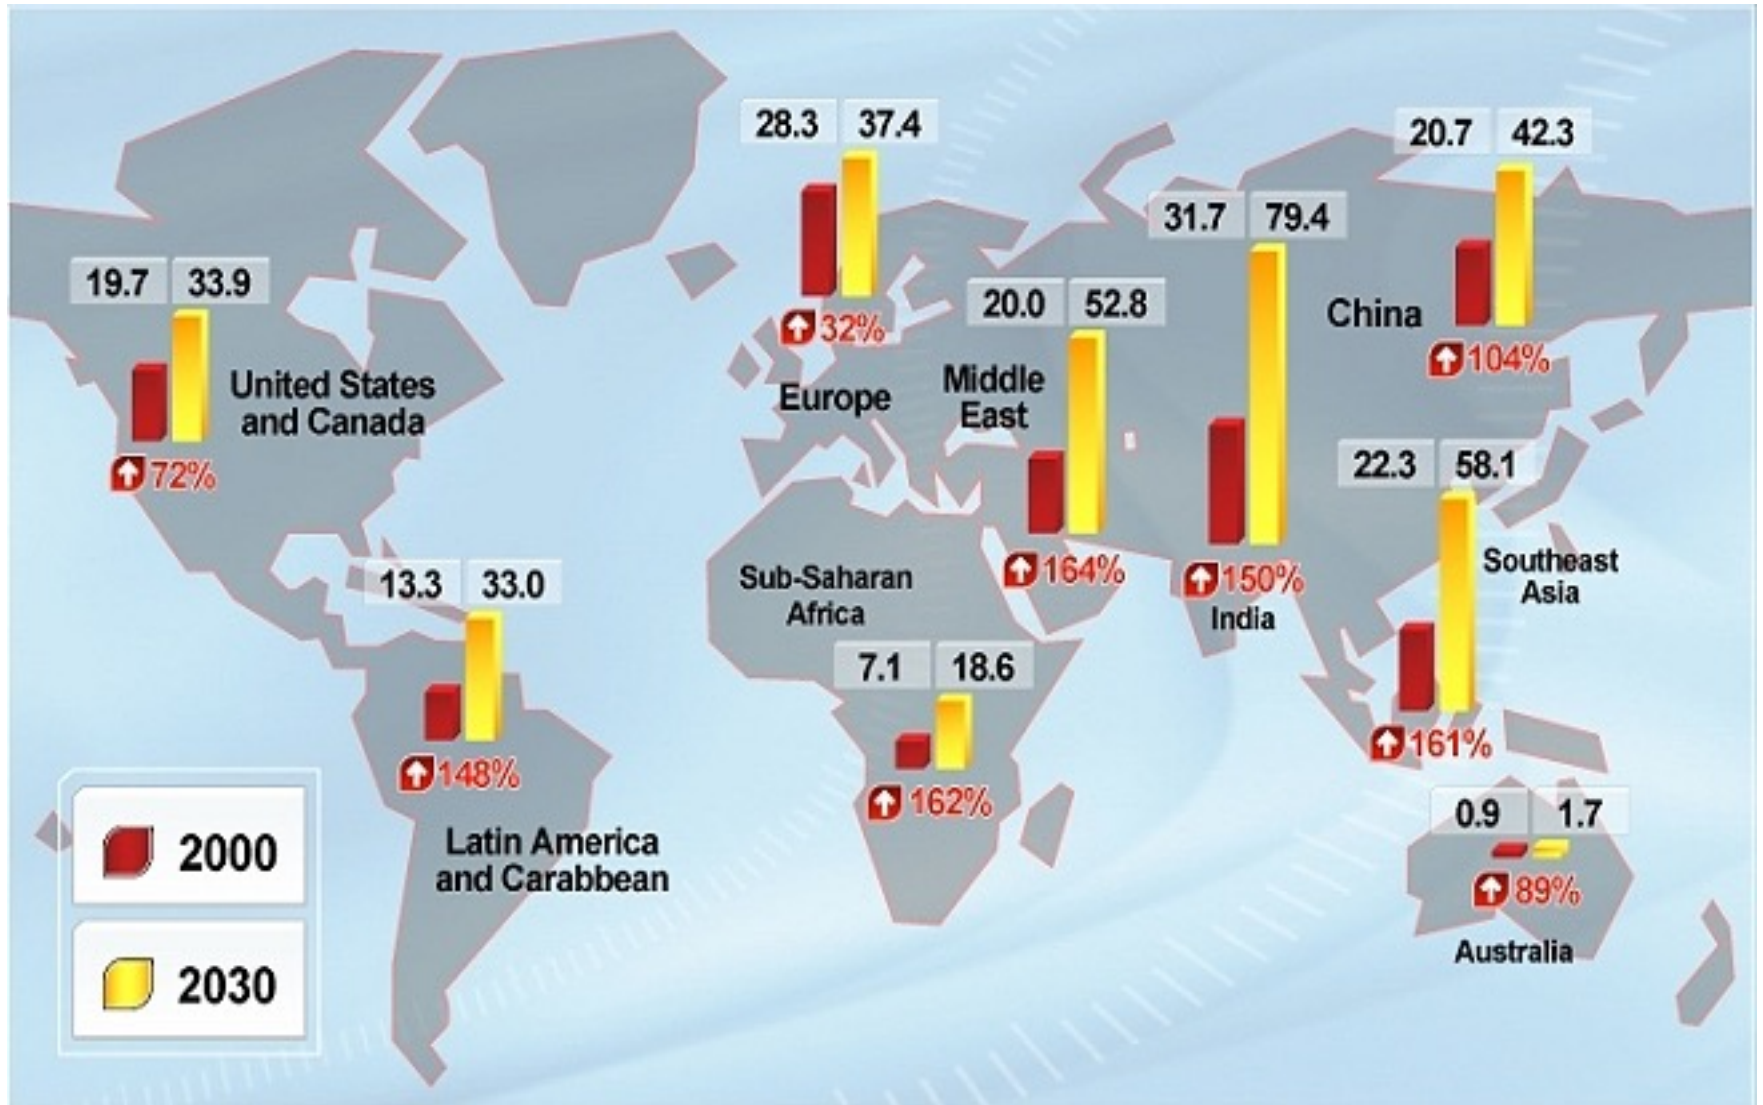 28.3 37.4
32%
Europe
20.7 42.3
China
104%
31.7 79.4
150%
India
19.7 33.9
United States
and Canada
72%
20.0 52.8
Middle
East
164%
22.3 58.1
Southeast
Asia
161%
13.3 33.0
148%
Latin America
and Carabbean
Sub-Saharan
Africa
7.1 18.6
162%
0.9 1.7
89%
Australia
2000
2030